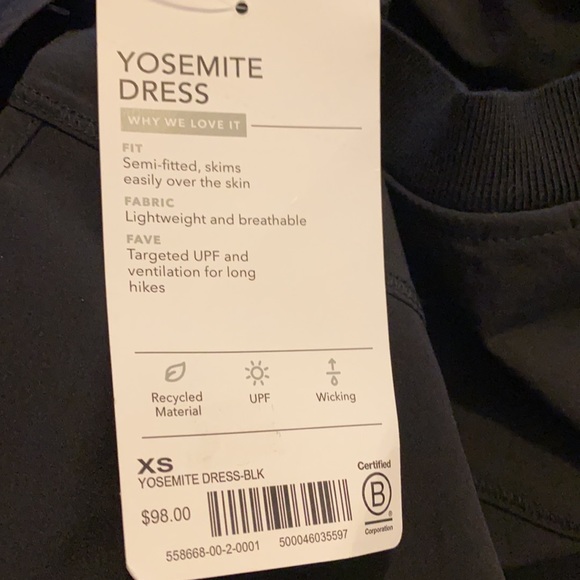 YOSEMITE
DRESS
WHY WE LOVE IT
FIT
Semi-fitted, skims
easily over the skin
FABRIC
Lightweight and breathable
FAVE
Targeted UPF and
ventilation for long
hikes
Recycled
Material
UPF
Wicking
XS
YOSEMITE DRESS-BLK
$98.00
558668-00-2-0001
500046035597
Certified
B
®
Corporation